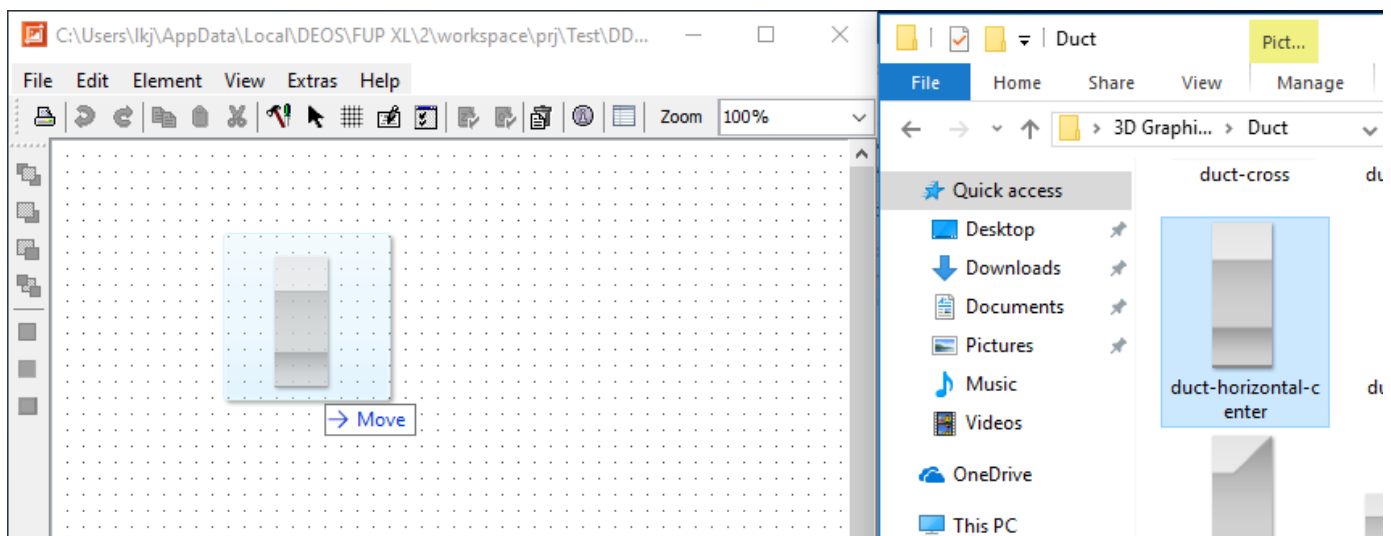 C:\Users\lkj\AppData\Local\DEOS\FUP XL\2\workspace\prj\Test\DD...
File Edit Element View Extras Help
Zoom 100%
Move
Duct
Pict...
File Home Share View Manage
3D Graphi... > Duct
Quick access
Desktop
Downloads
Documents
Pictures
Music
Videos
OneDrive
This PC
duct-cross
du
duct-horizontal-c
enter
du